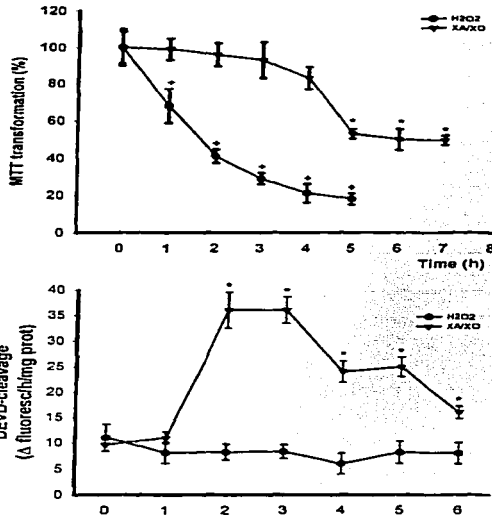 H2O2
XA/XO
MTT transformation (%)
120
100
80
60
40
20
0
0 1 2 3 4 5 6 7 8
Time (h)
H2O2
XA/XO
DEVD-cleavage
(Δ fluoresc/h/mg prot)
40
35
30
25
20
15
10
5
0
0 1 2 3 4 5 6